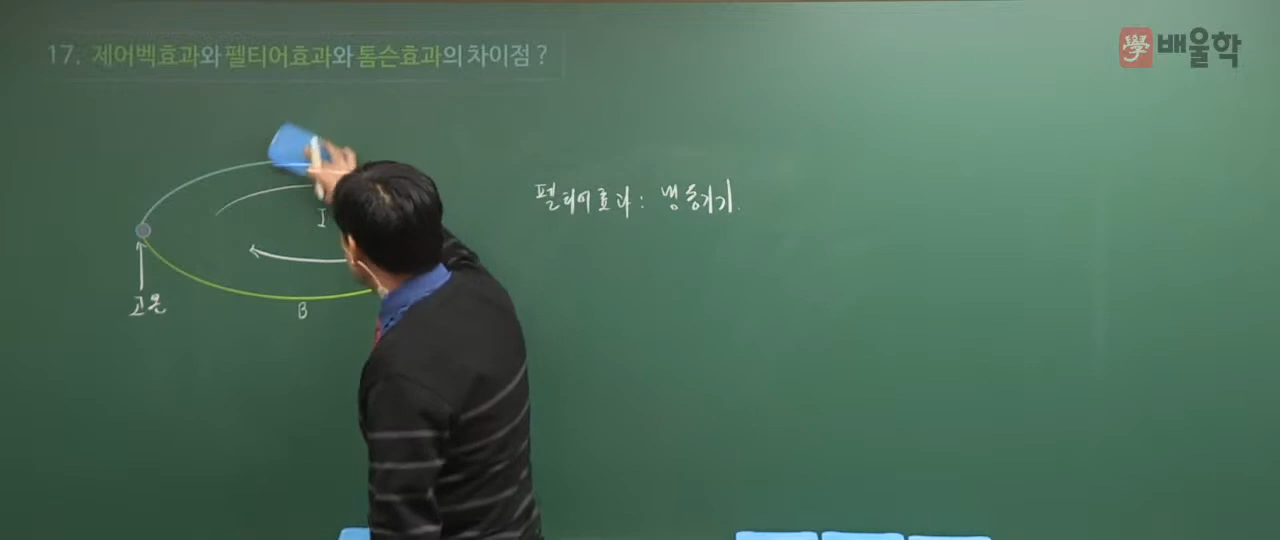 17. 제어벡효과와 펠티어효과와 톰슨효과의 차이점 ?
學 배울학
펠티어효과 : 냉동기기.
I
고온
B